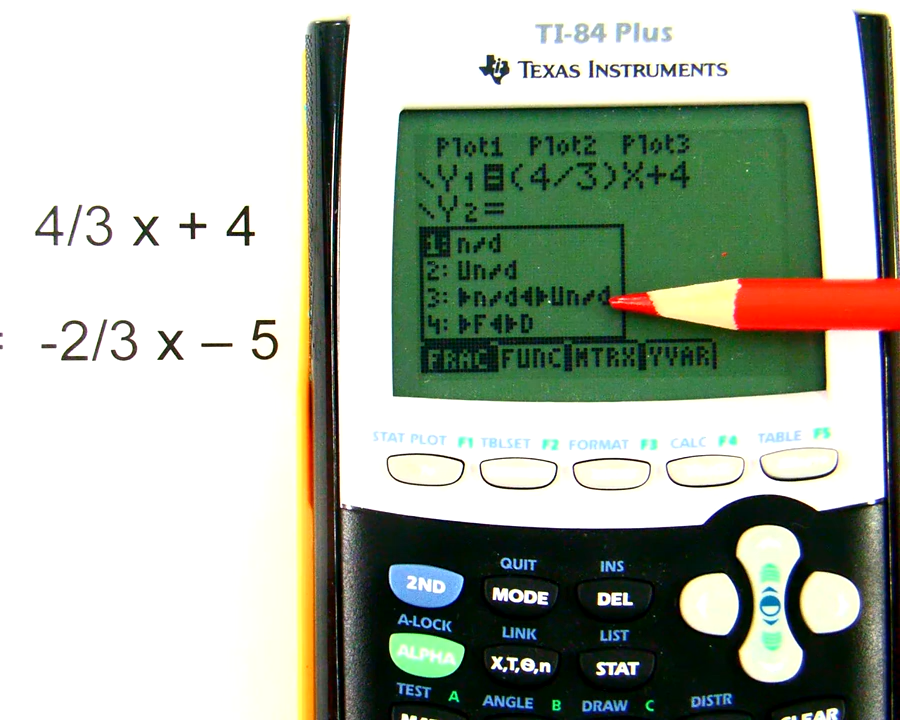 TI-84 Plus
TEXAS INSTRUMENTS
Plot1 Plot2 Plot3
\Y₁=(4/3)X+4
\Y₂=
1: n/d
2: Un/d
3: ►n/d◄►Un/d
4: ►F◄►D
FRAC FUNC MTRX YVAR
4/3 x + 4
= -2/3 x – 5
STAT PLOT F1 TBLSET F2 FORMAT F3 CALC F4 TABLE F5
QUIT INS
2ND MODE DEL
A-LOCK LINK LIST
ALPHA X,T,Θ,n STAT
TEST A ANGLE B DRAW C DISTR